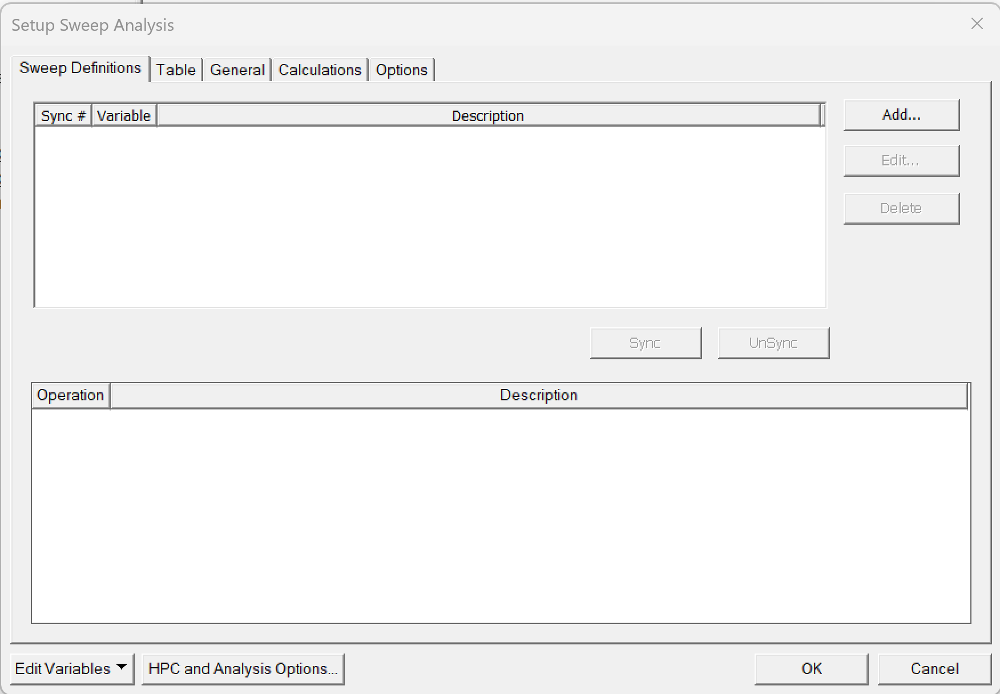 Setup Sweep Analysis
Sweep Definitions Table General Calculations Options
Sync # Variable Description
Add...
Edit...
Delete
Sync UnSync
Operation Description
Edit Variables HPC and Analysis Options... OK Cancel